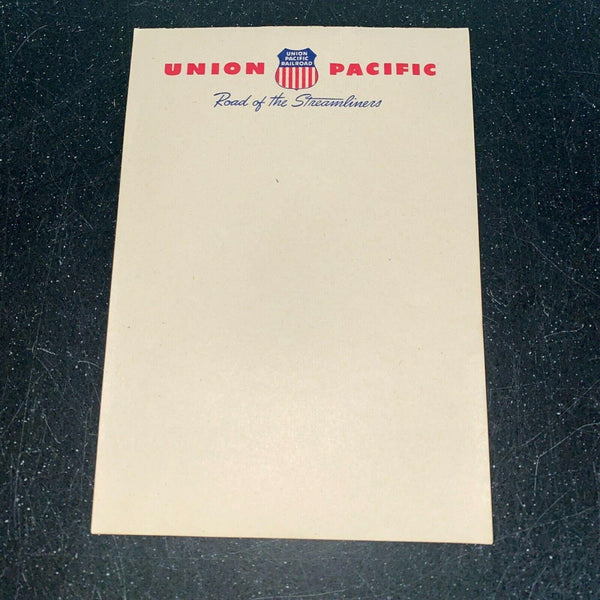 UNION PACIFIC
UNION
PACIFIC
RAILROAD
Road of the Streamliners